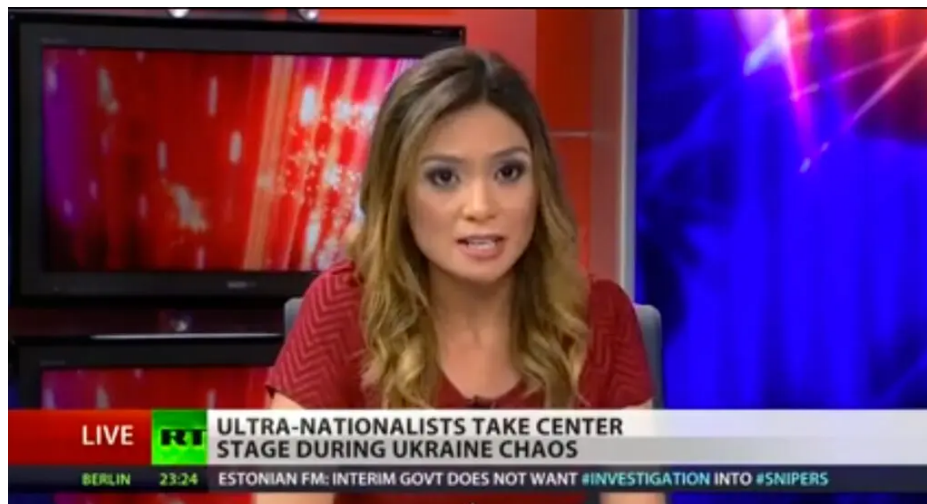 LIVE
RT
ULTRA-NATIONALISTS TAKE CENTER
STAGE DURING UKRAINE CHAOS
BERLIN 23:24 ESTONIAN FM: INTERIM GOVT DOES NOT WANT #INVESTIGATION INTO #SNIPERS